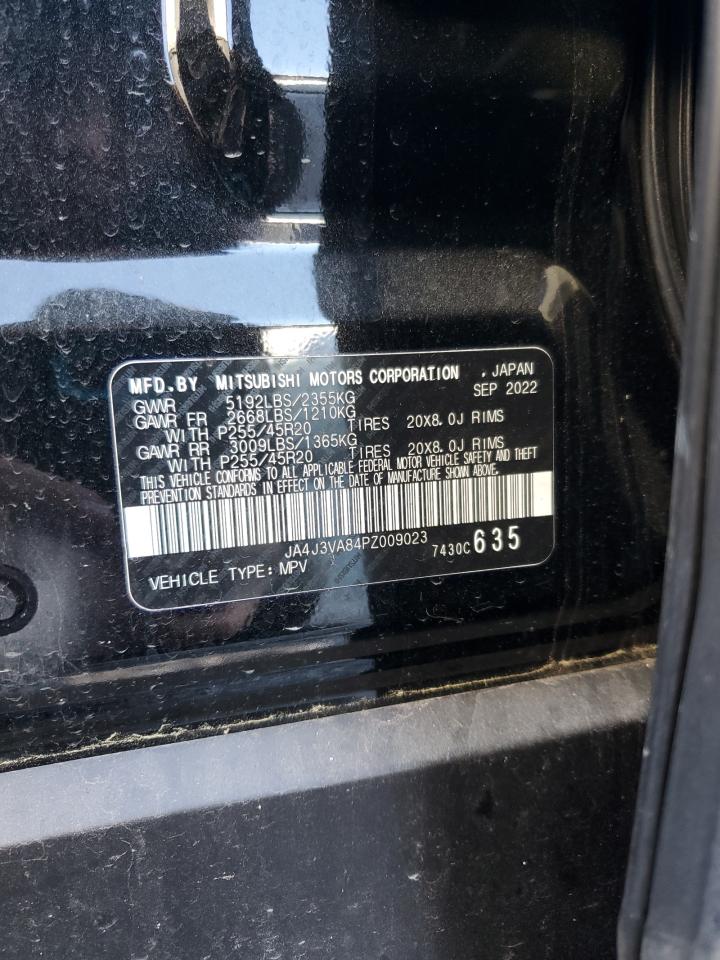 MFD.BY MITSUBISHI MOTORS CORPORATION . JAPAN
GVWR 5192LBS/2355KG SEP 2022
GAWR FR 2668LBS/1210KG
WITH P255/45R20 TIRES 20X8.0J RIMS
GAWR RR 3009LBS/1365KG
WITH P255/45R20 TIRES 20X8.0J RIMS
THIS VEHICLE CONFORMS TO ALL APPLICABLE FEDERAL MOTOR VEHICLE SAFETY AND THEFT
PREVENTION STANDARDS IN EFFECT ON THE DATE OF MANUFACTURE SHOWN ABOVE.
JA4J3VA84PZ009023 7430C 635
VEHICLE TYPE: MPV